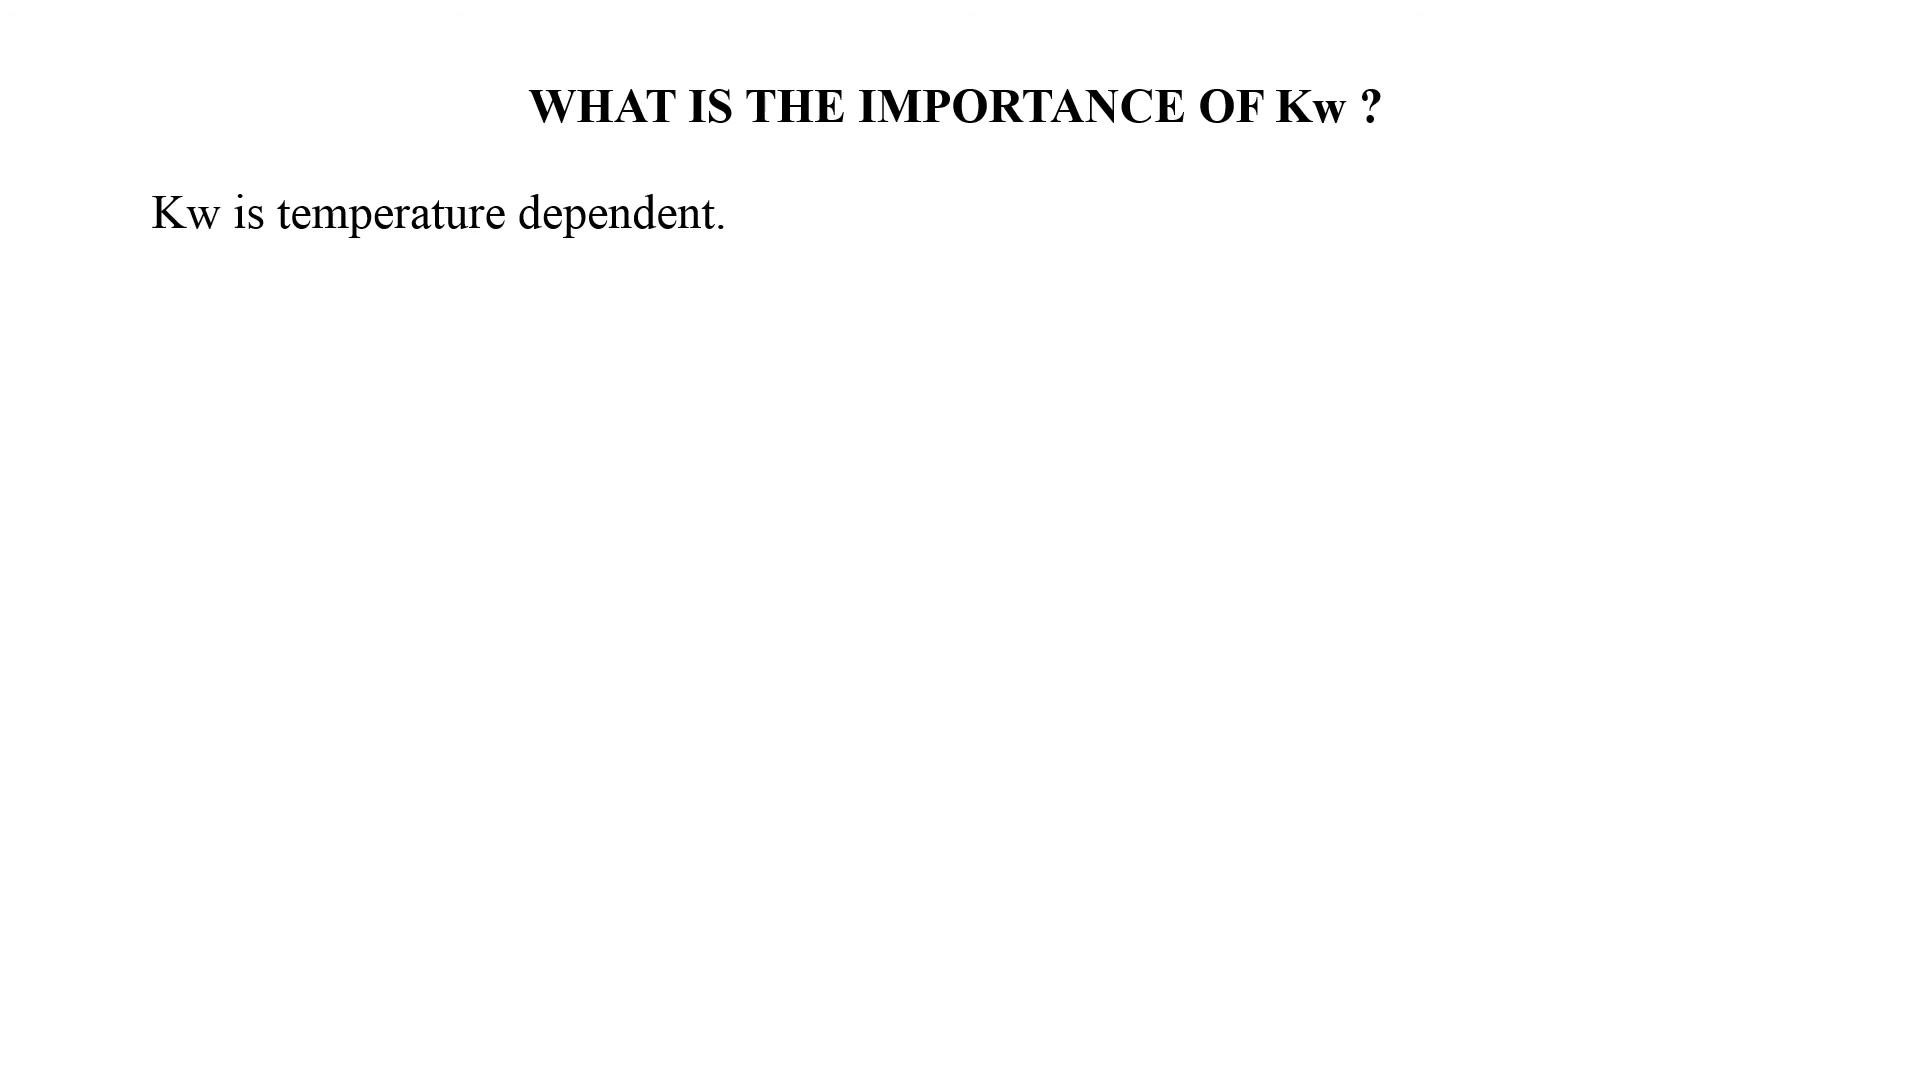 WHAT IS THE IMPORTANCE OF Kw ?
Kw is temperature dependent.